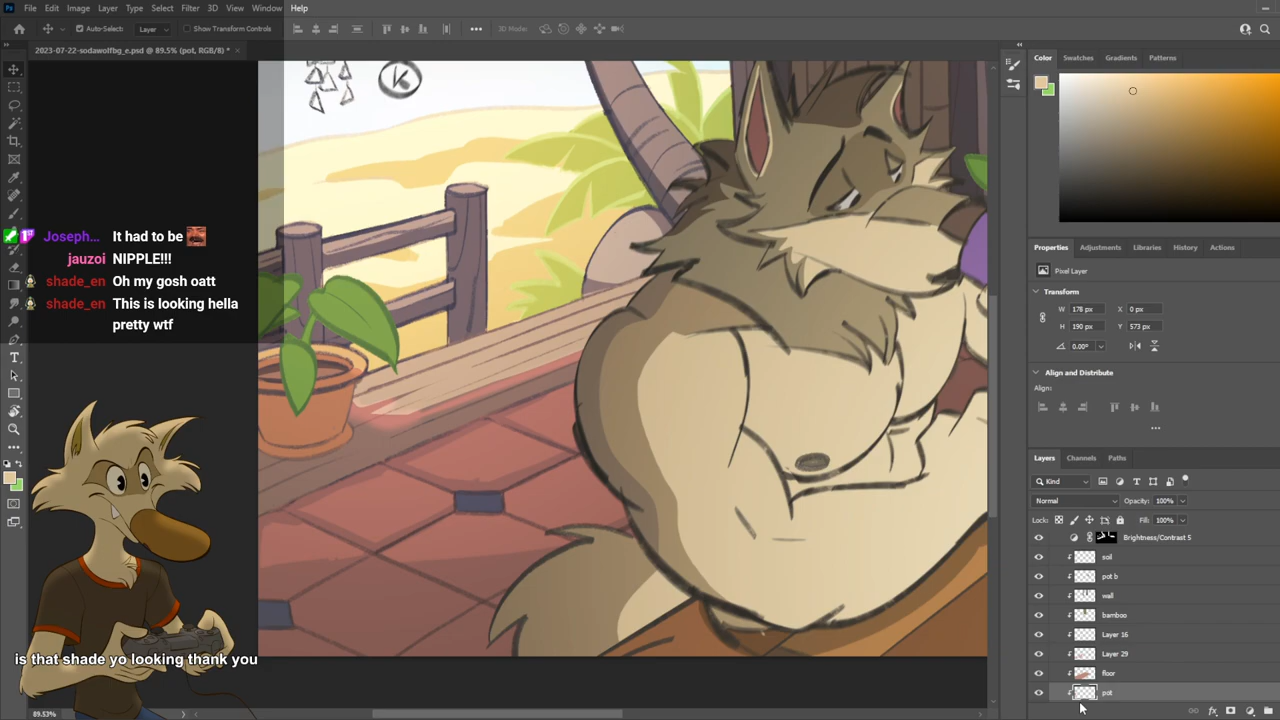 Ps File Edit Image Layer Type Select Filter 3D View Window Help
Auto-Select: Layer Show Transform Controls 3D Mode:
2023-07-22-sodawolfbg_e.psd @ 89.5% (pot, RGB/8) *
Color Swatches Gradients Patterns
K
Joseph... It had to be
jauzoi NIPPLE!!!
shade_en Oh my gosh oatt
shade_en This is looking hella
pretty wtf
Properties Adjustments Libraries History Actions
Pixel Layer
Transform
W 178 px X 0 px
H 190 px Y 573 px
0.00°
Align and Distribute
Align:
Layers Channels Paths
Kind
Normal Opacity: 100%
Lock: Fill: 100%
Brightness/Contrast 5
soil
pot b
wall
bamboo
Layer 16
Layer 29
floor
pot
is that shade yo looking thank you
89.53%